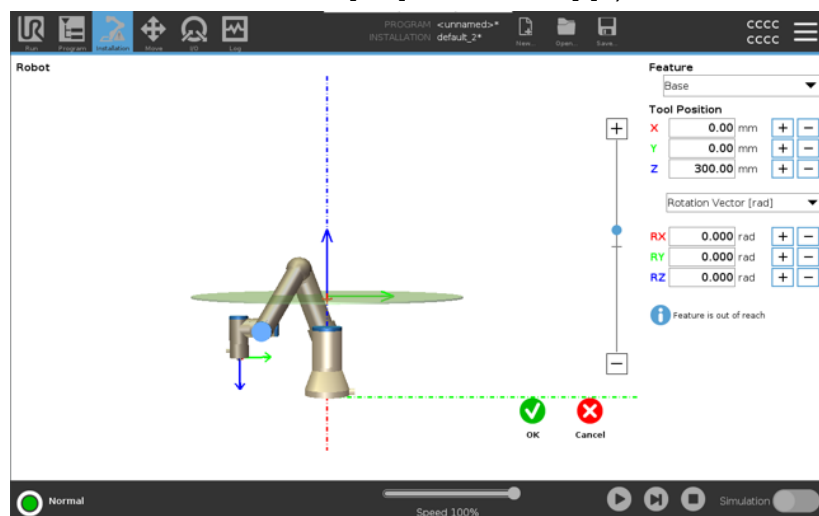 PROGRAM <unnamed>*
INSTALLATION default_2*
CCCC
CCCC
Run Program Installation Move I/O Log New... Open... Save...
Robot
Feature
Base
Tool Position
X 0.00 mm + −
Y 0.00 mm + −
Z 300.00 mm + −
Rotation Vector [rad]
RX 0.000 rad + −
RY 0.000 rad + −
RZ 0.000 rad + −
i Feature is out of reach
+
−
OK Cancel
Normal
Speed 100%
Simulation